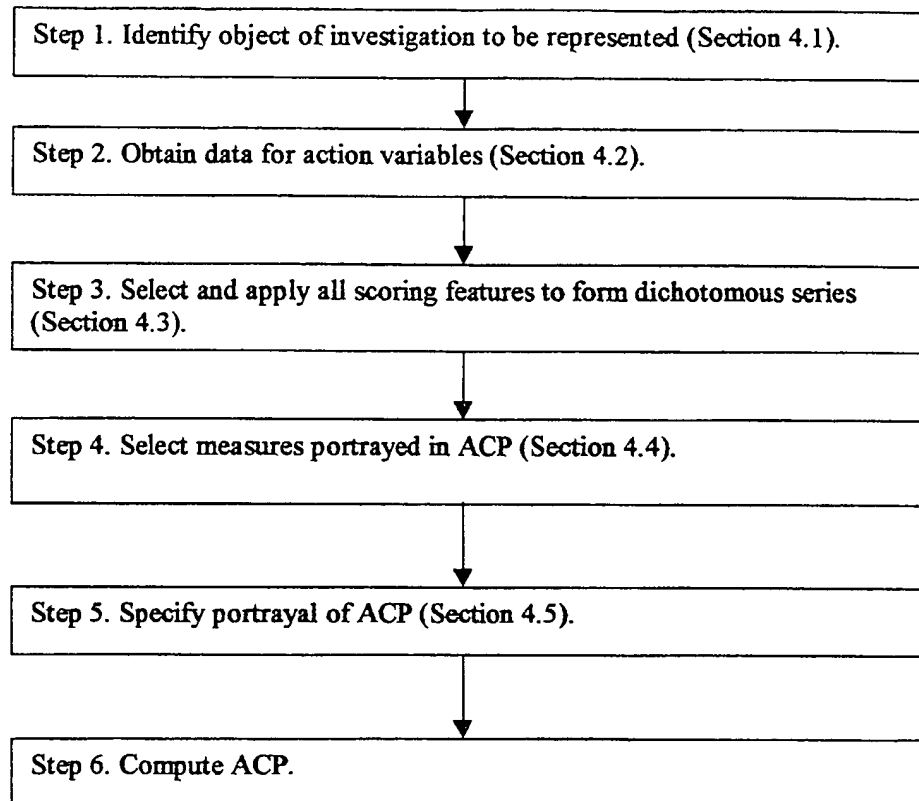 Step 1. Identify object of investigation to be represented (Section 4.1).
Step 2. Obtain data for action variables (Section 4.2).
Step 3. Select and apply all scoring features to form dichotomous series
(Section 4.3).
Step 4. Select measures portrayed in ACP (Section 4.4).
Step 5. Specify portrayal of ACP (Section 4.5).
Step 6. Compute ACP.